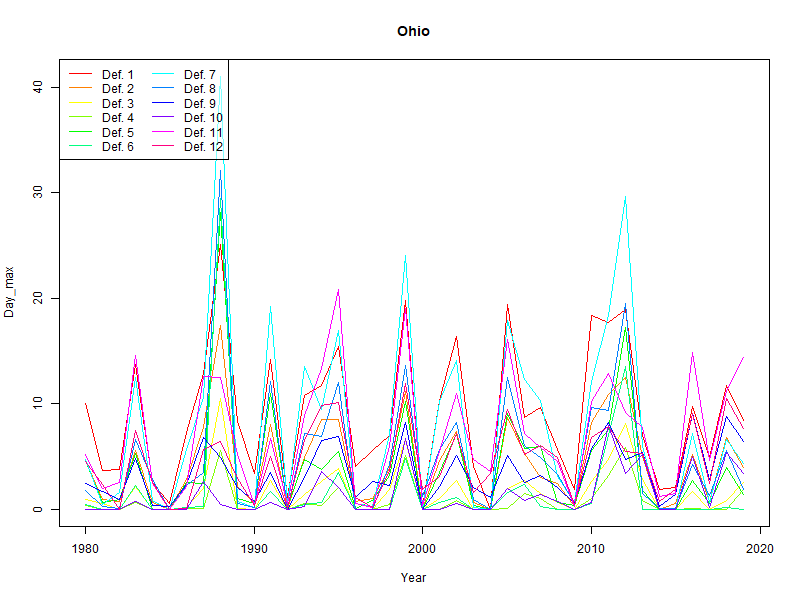 Ohio
Def. 1 Def. 7
Def. 2 Def. 8
Def. 3 Def. 9
Def. 4 Def. 10
Def. 5 Def. 11
Def. 6 Def. 12
40
30
20
10
0
Day_max
1980 1990 2000 2010 2020
Year